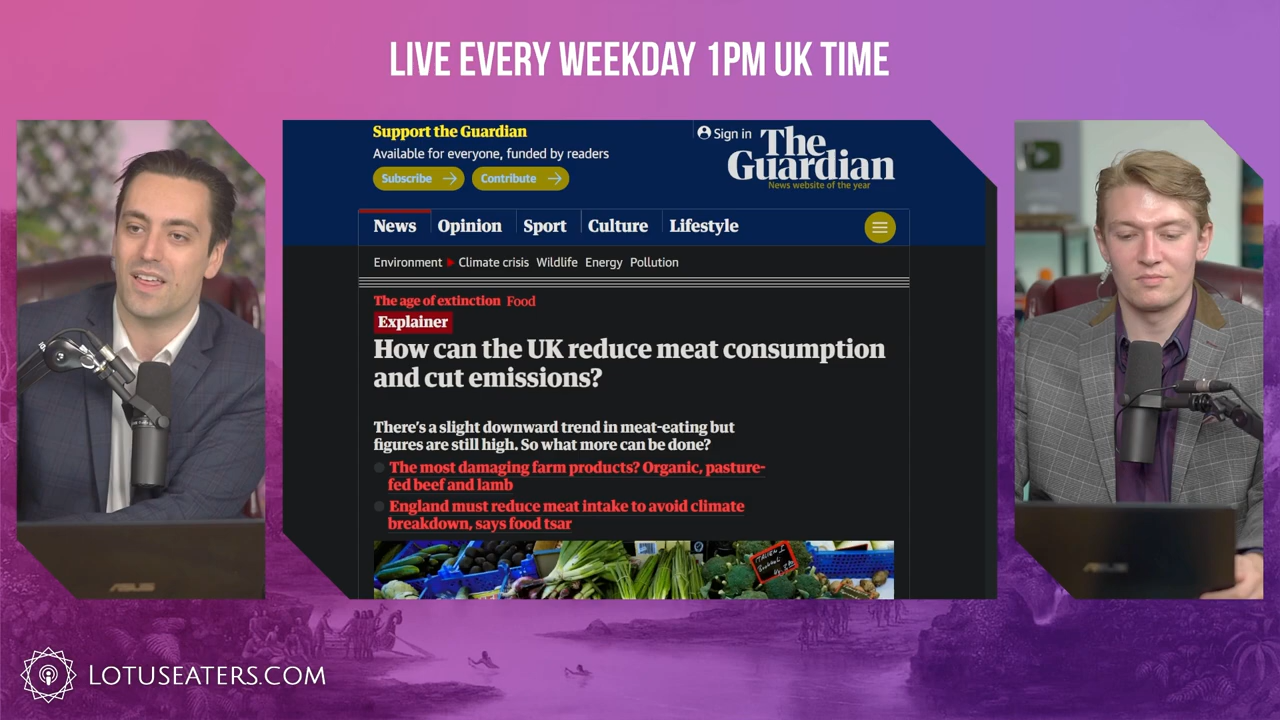 LIVE EVERY WEEKDAY 1PM UK TIME
Support the Guardian
Available for everyone, funded by readers
Subscribe
Contribute
Sign in
The
Guardian
News website of the year
News
Opinion
Sport
Culture
Lifestyle
Environment
Climate crisis
Wildlife
Energy
Pollution
The age of extinction Food
Explainer
How can the UK reduce meat consumption
and cut emissions?
There's a slight downward trend in meat-eating but
figures are still high. So what more can be done?
The most damaging farm products? Organic, pasture-
fed beef and lamb
England must reduce meat intake to avoid climate
breakdown, says food tsar
ASUS
ASUS
LOTUSEATERS.COM